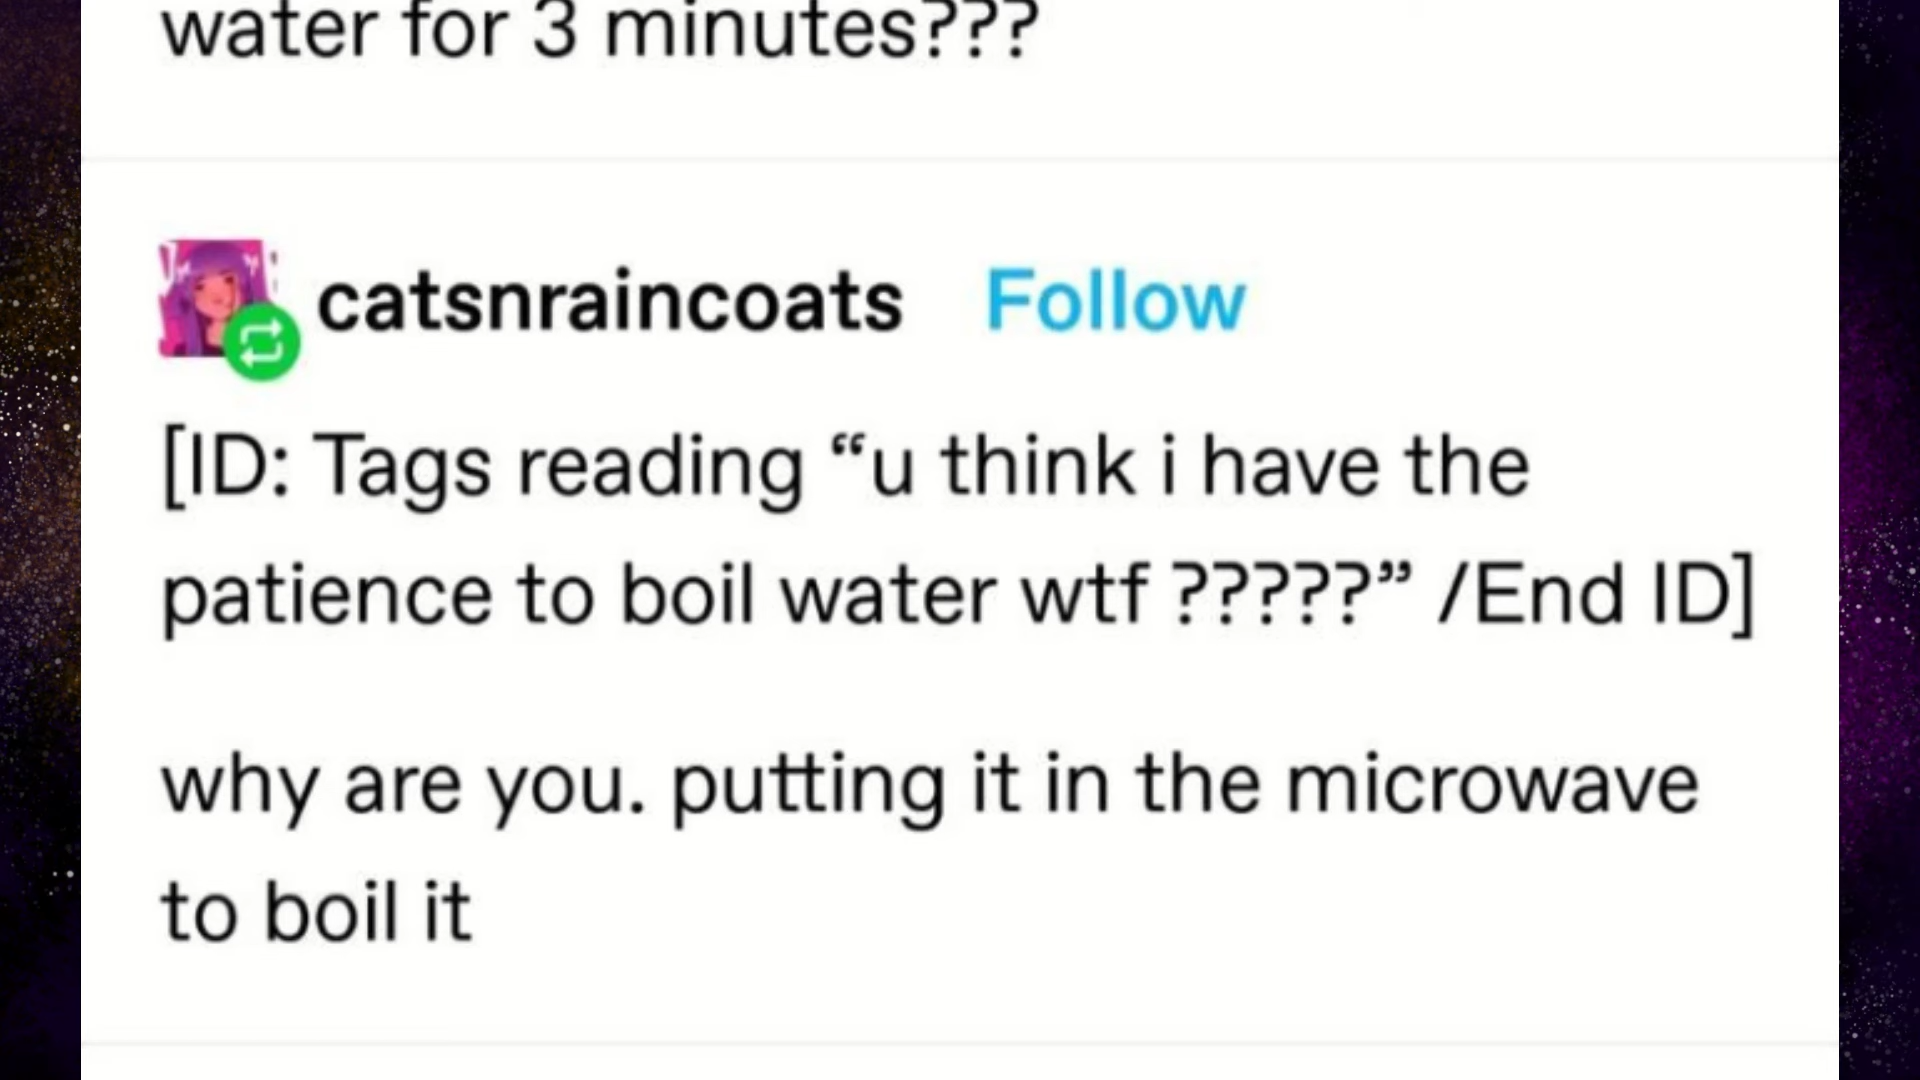 water for 3 minutes???
catsnraincoats Follow
[ID: Tags reading “u think i have the
patience to boil water wtf ?????” /End ID]
why are you. putting it in the microwave
to boil it